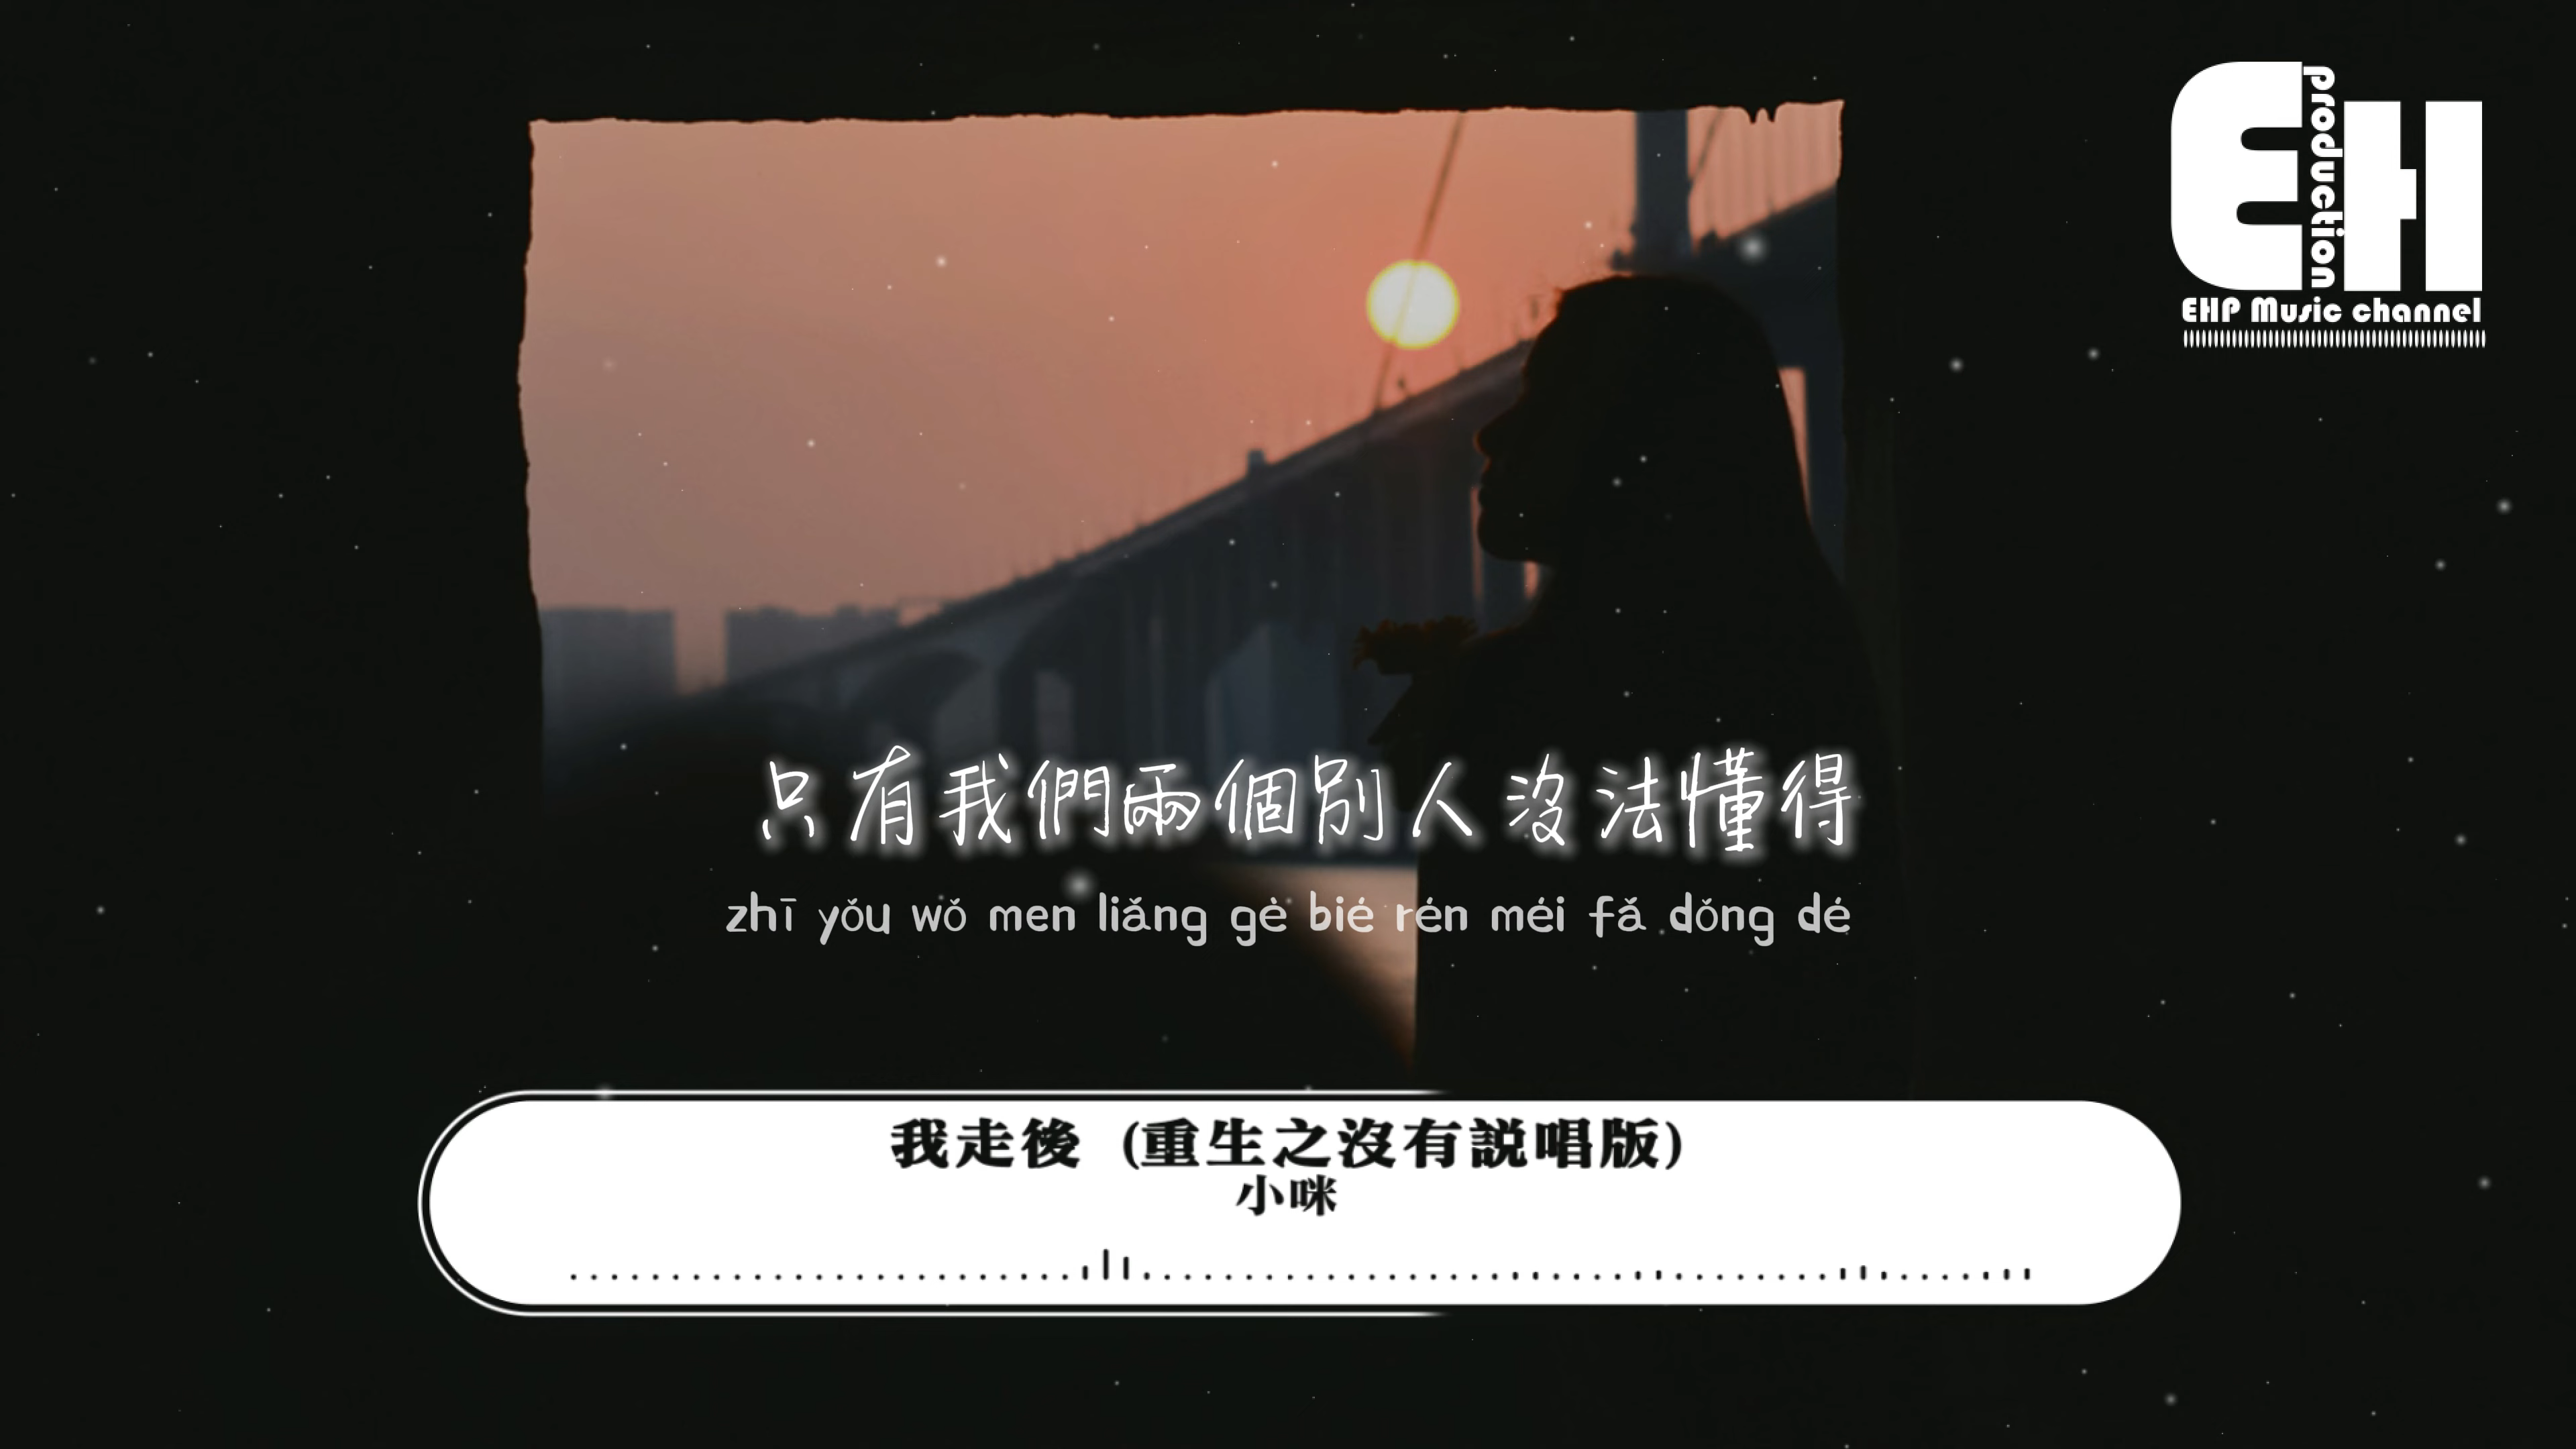 EH
production
EHP Music channel
只有我們兩個別人沒法懂得
zhī yǒu wǒ men liǎng gè bié rén méi fǎ dǒng dé
我走後 (重生之沒有説唱版)
小咪